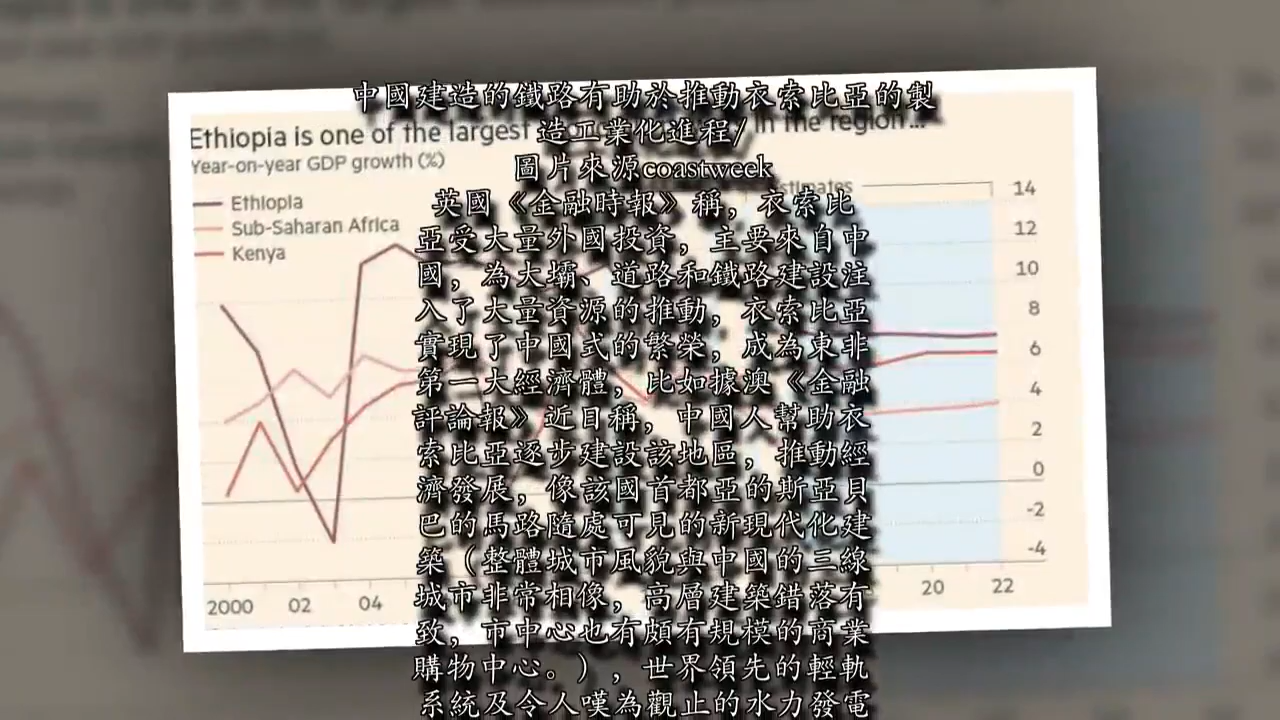 中國建造的鐵路有助於推動衣索比亞的製
Ethiopia is one of the largest
in the region...
造工業化進程/
Year-on-year GDP growth (%)
圖片來源coastweek
Ethiopia
Sub-Saharan Africa
Kenya
英國《金融時報》稱，衣索比
亞受大量外國投資，主要來自中
國，為大壩、道路和鐵路建設注
入了大量資源的推動，衣索比亞
實現了中國式的繁榮，成為東非
第一大經濟體，比如據澳《金融
評論報》近日稱，中國人幫助衣
索比亞逐步建設該地區，推動經
濟發展，像該國首都亞的斯亞貝
巴的馬路隨處可見的新現代化建
築（整體城市風貌與中國的三線
城市非常相像，高層建築錯落有
致，市中心也有頗有規模的商業
購物中心。），世界領先的輕軌
系統及令人嘆為觀止的水力發電
14
12
10
8
6
4
2
0
-2
-4
2000 02 04
20 22